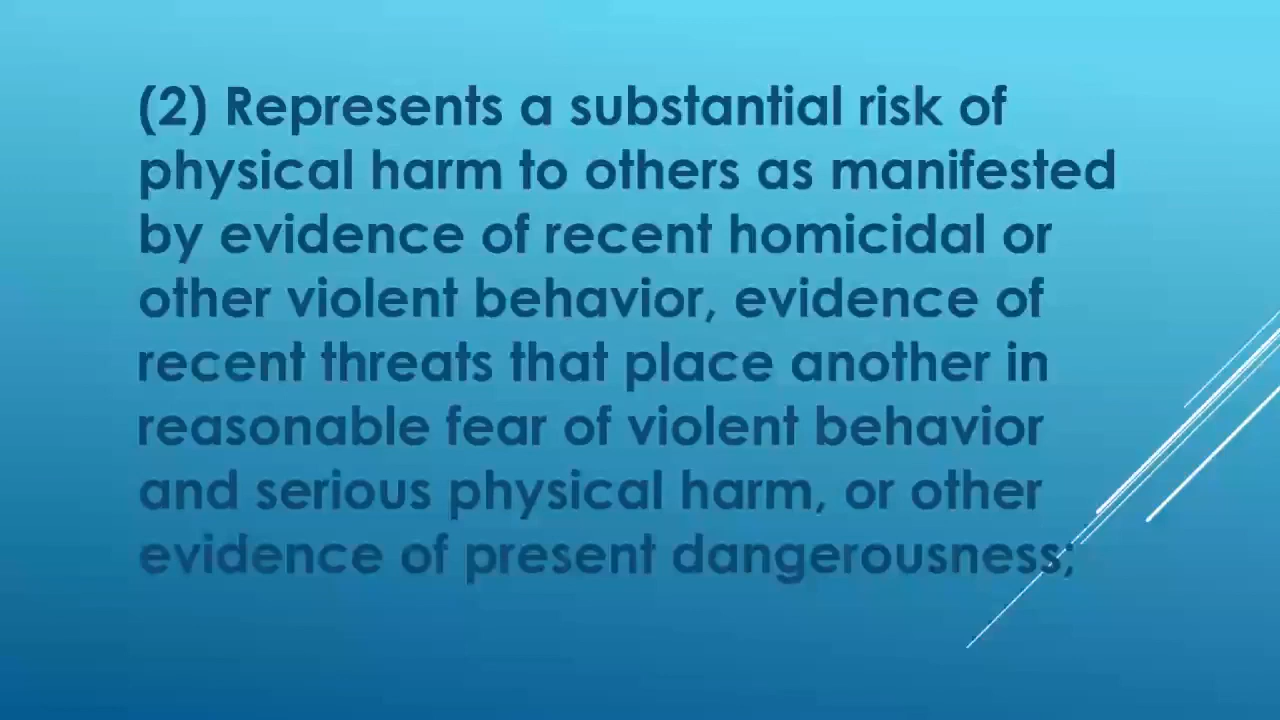 (2) Represents a substantial risk of
physical harm to others as manifested
by evidence of recent homicidal or
other violent behavior, evidence of
recent threats that place another in
reasonable fear of violent behavior
and serious physical harm, or other
evidence of present dangerousness;